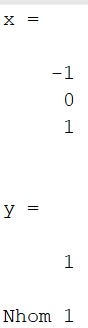 x =
-1
0
1
y =
1
Nhom 1